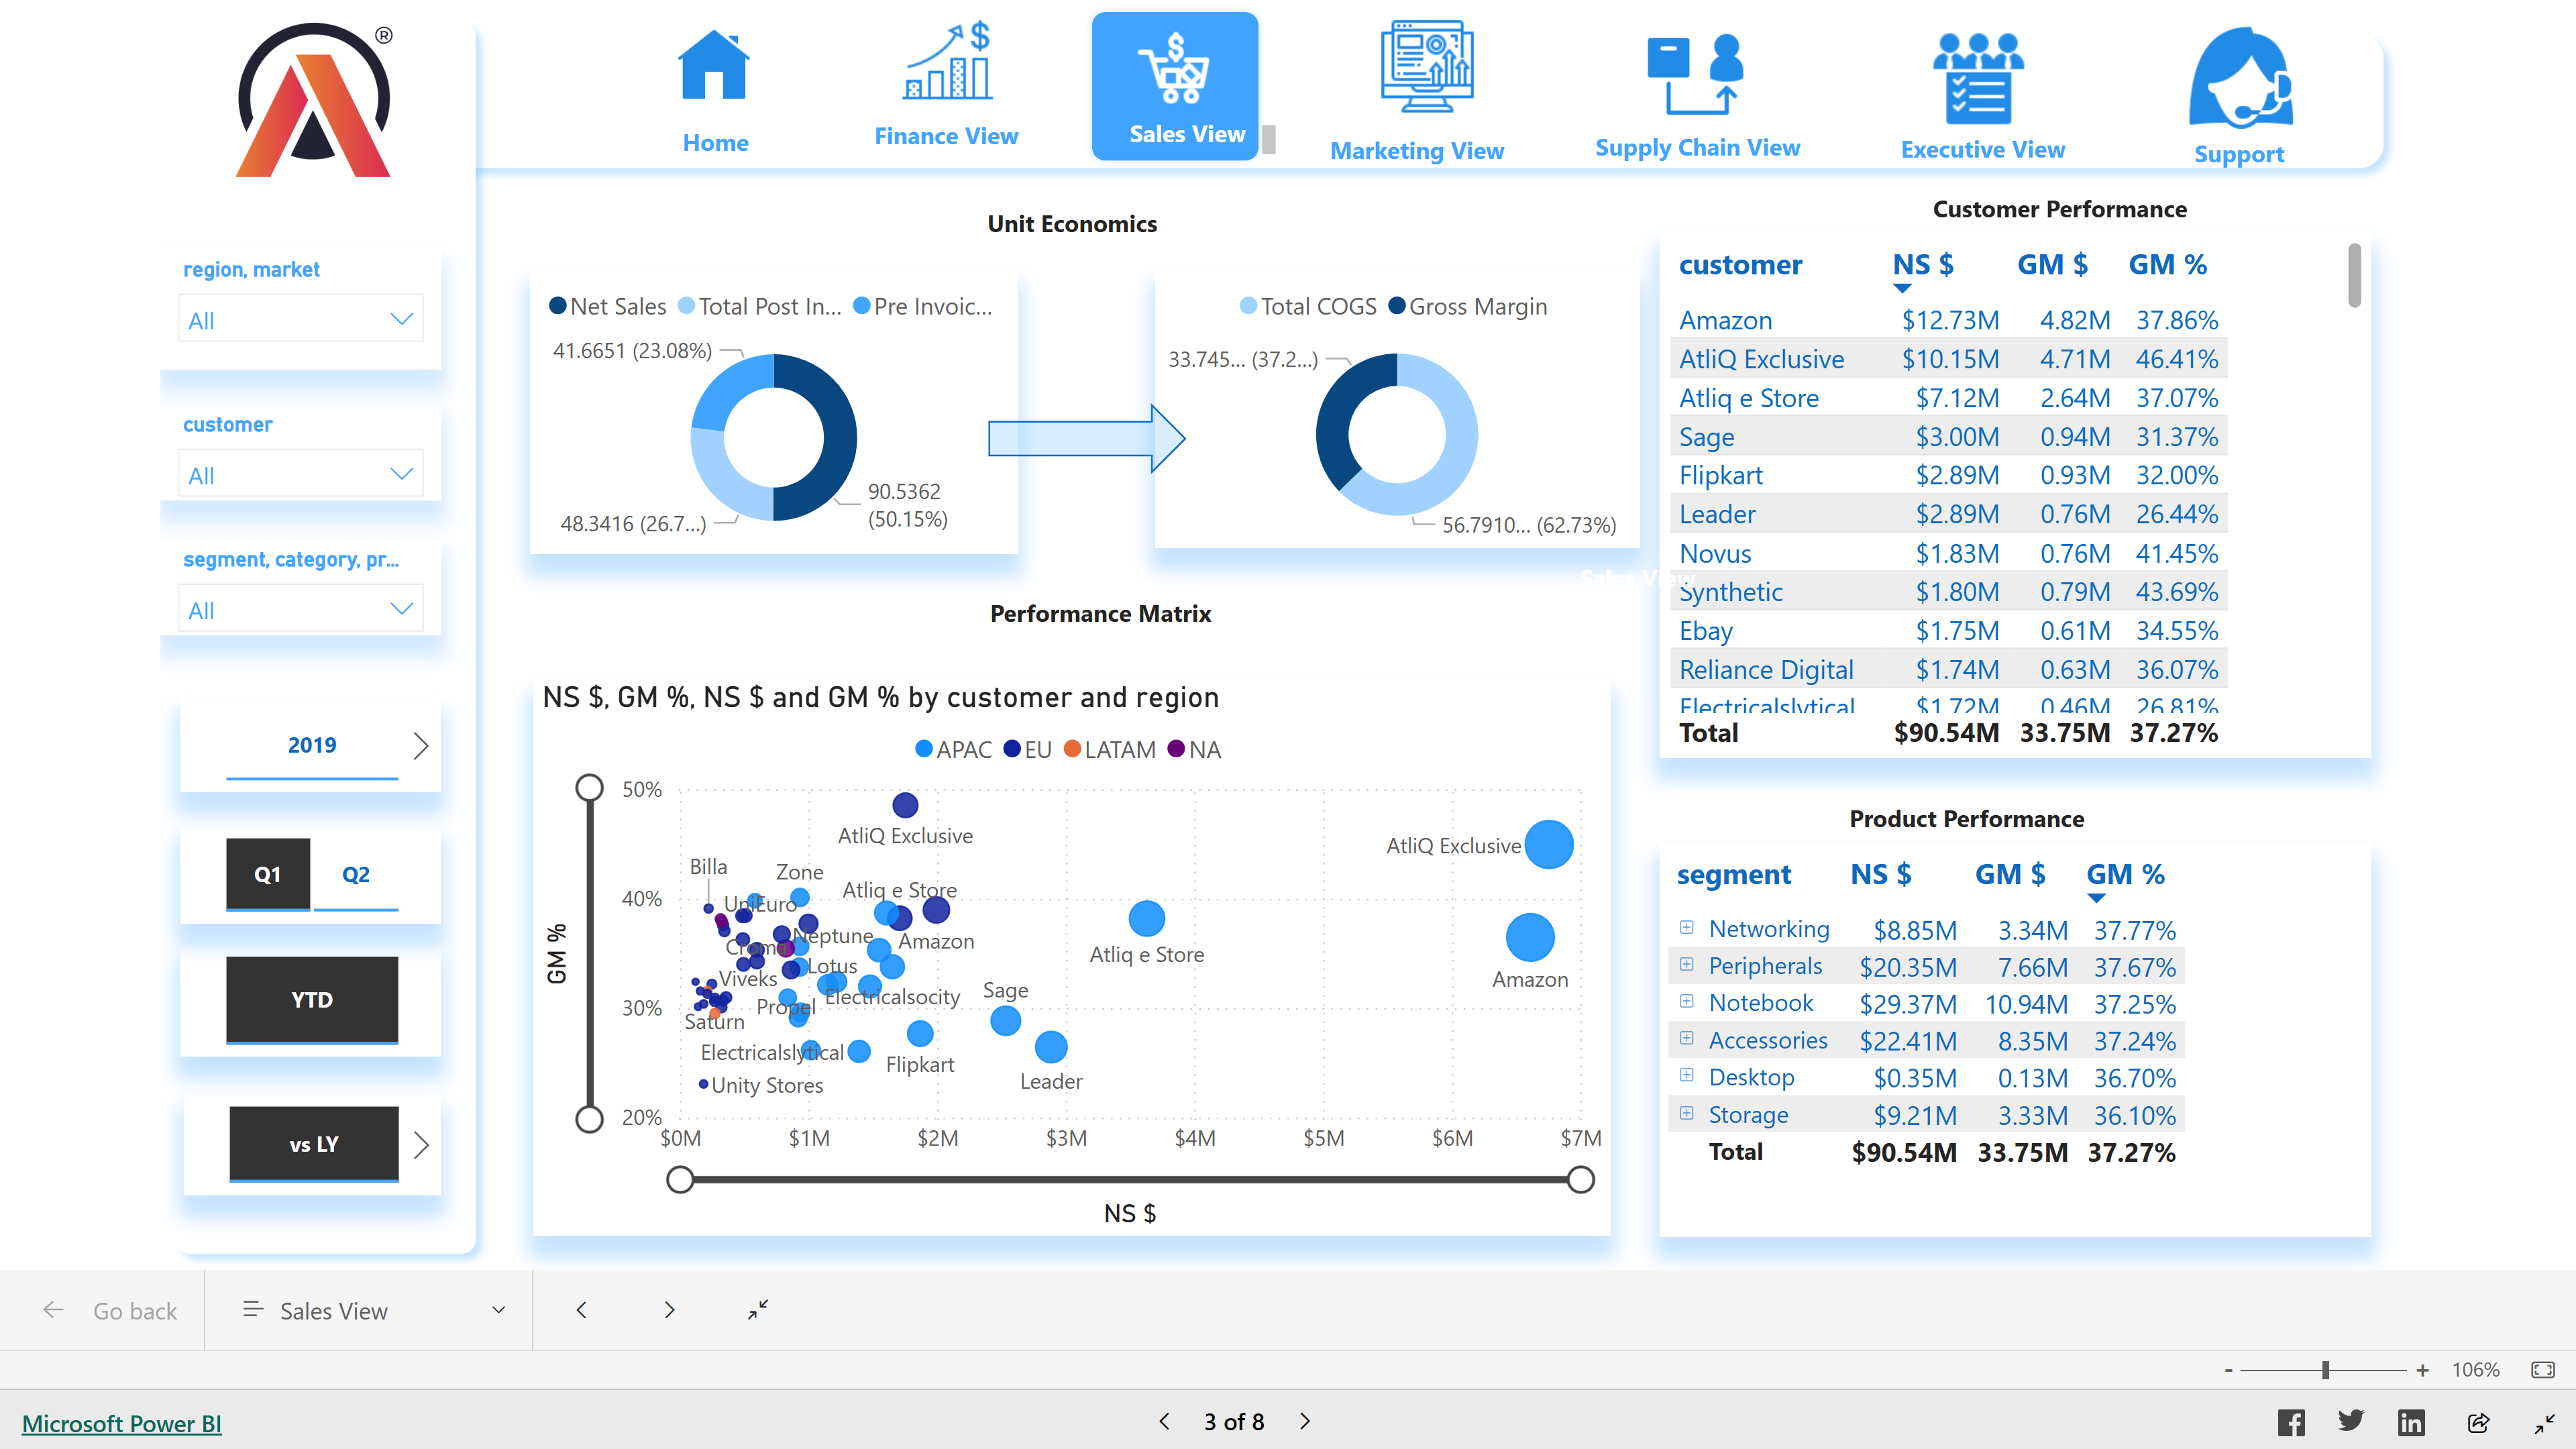 ®
Home
Finance View
Sales View
Marketing View
Supply Chain View
Executive View
Support
region, market
All
customer
All
segment, category, pr...
All
2019
Q1 Q2
YTD
vs LY
Unit Economics
Net Sales Total Post In... Pre Invoic...
41.6651 (23.08%)
48.3416 (26.7...)
90.5362
(50.15%)
Total COGS Gross Margin
33.745... (37.2...)
56.7910... (62.73%)
Sales View
Performance Matrix
NS $, GM %, NS $ and GM % by customer and region
APAC EU LATAM NA
GM %
50%
40%
30%
20%
AtliQ Exclusive
AtliQ Exclusive
Billa
Zone
Atliq e Store
UniEuro
Neptune
Croma
Amazon
Atliq e Store
Lotus
Viveks
Amazon
Electricalsocity
Sage
Propel
Saturn
Electricalslytical
Flipkart
Leader
Unity Stores
$0M $1M $2M $3M $4M $5M $6M $7M
NS $
Customer Performance
customer NS $ GM $ GM %
Amazon $12.73M 4.82M 37.86%
AtliQ Exclusive $10.15M 4.71M 46.41%
Atliq e Store $7.12M 2.64M 37.07%
Sage $3.00M 0.94M 31.37%
Flipkart $2.89M 0.93M 32.00%
Leader $2.89M 0.76M 26.44%
Novus $1.83M 0.76M 41.45%
Synthetic $1.80M 0.79M 43.69%
Ebay $1.75M 0.61M 34.55%
Reliance Digital $1.74M 0.63M 36.07%
Electricalslytical $1.72M 0.46M 26.81%
Total $90.54M 33.75M 37.27%
Product Performance
segment NS $ GM $ GM %
Networking $8.85M 3.34M 37.77%
Peripherals $20.35M 7.66M 37.67%
Notebook $29.37M 10.94M 37.25%
Accessories $22.41M 8.35M 37.24%
Desktop $0.35M 0.13M 36.70%
Storage $9.21M 3.33M 36.10%
Total $90.54M 33.75M 37.27%
Go back
Sales View
- + 106%
Microsoft Power BI
3 of 8